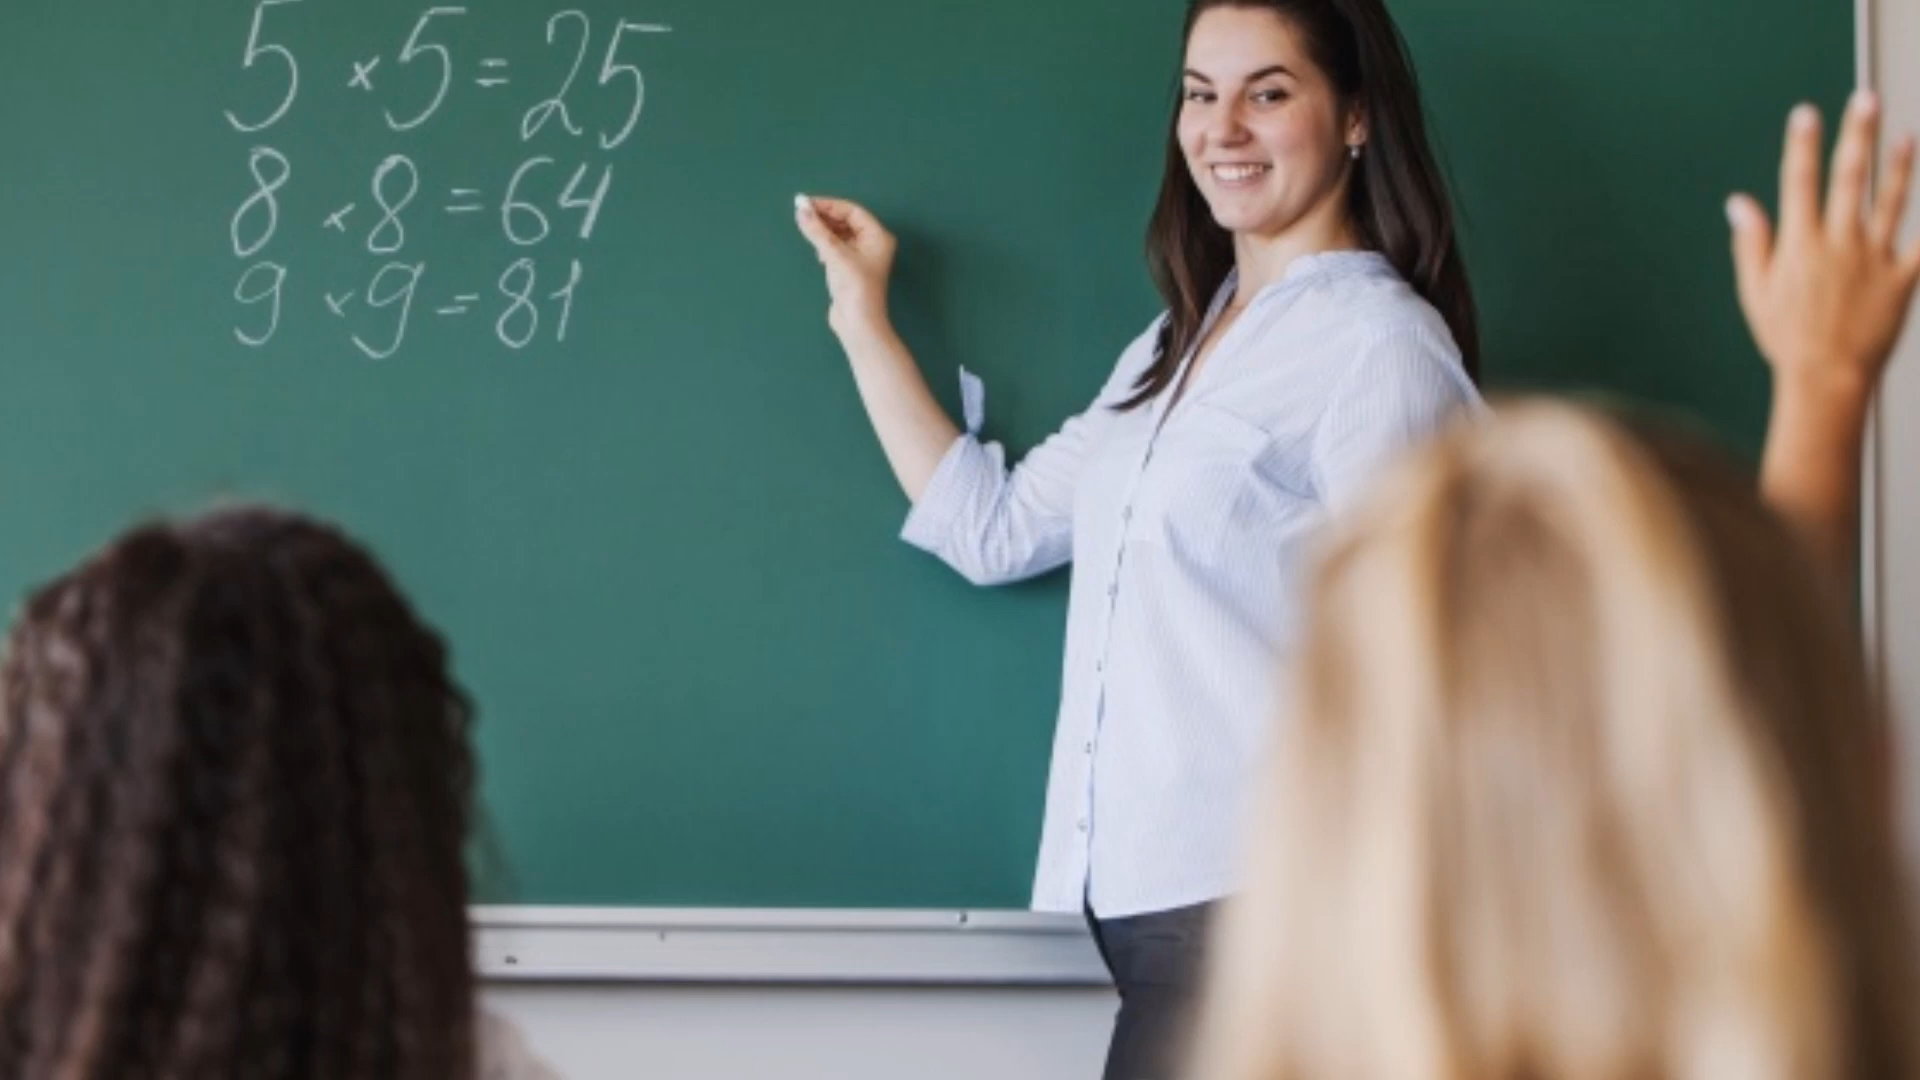 5 × 5 = 25
8 × 8 = 64
9 × 9 = 81